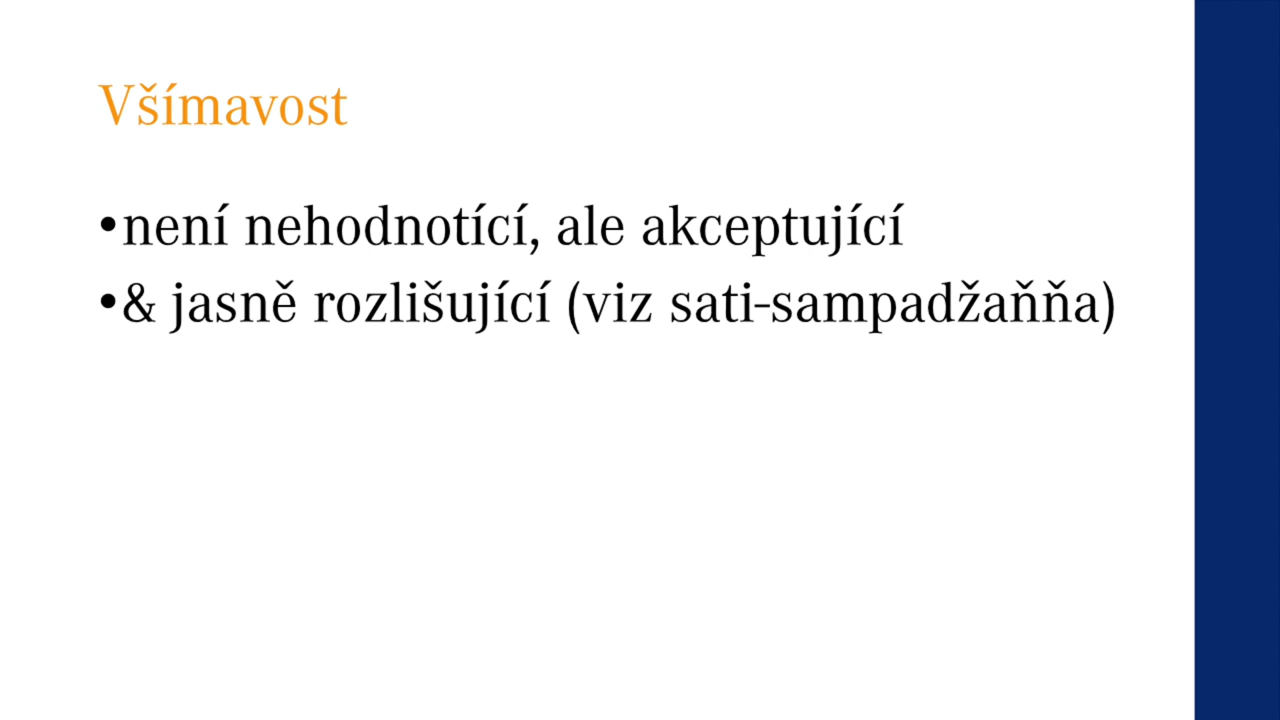 Všímavost
•není nehodnotící, ale akceptující
•& jasně rozlišující (viz sati-sampadžaňňa)